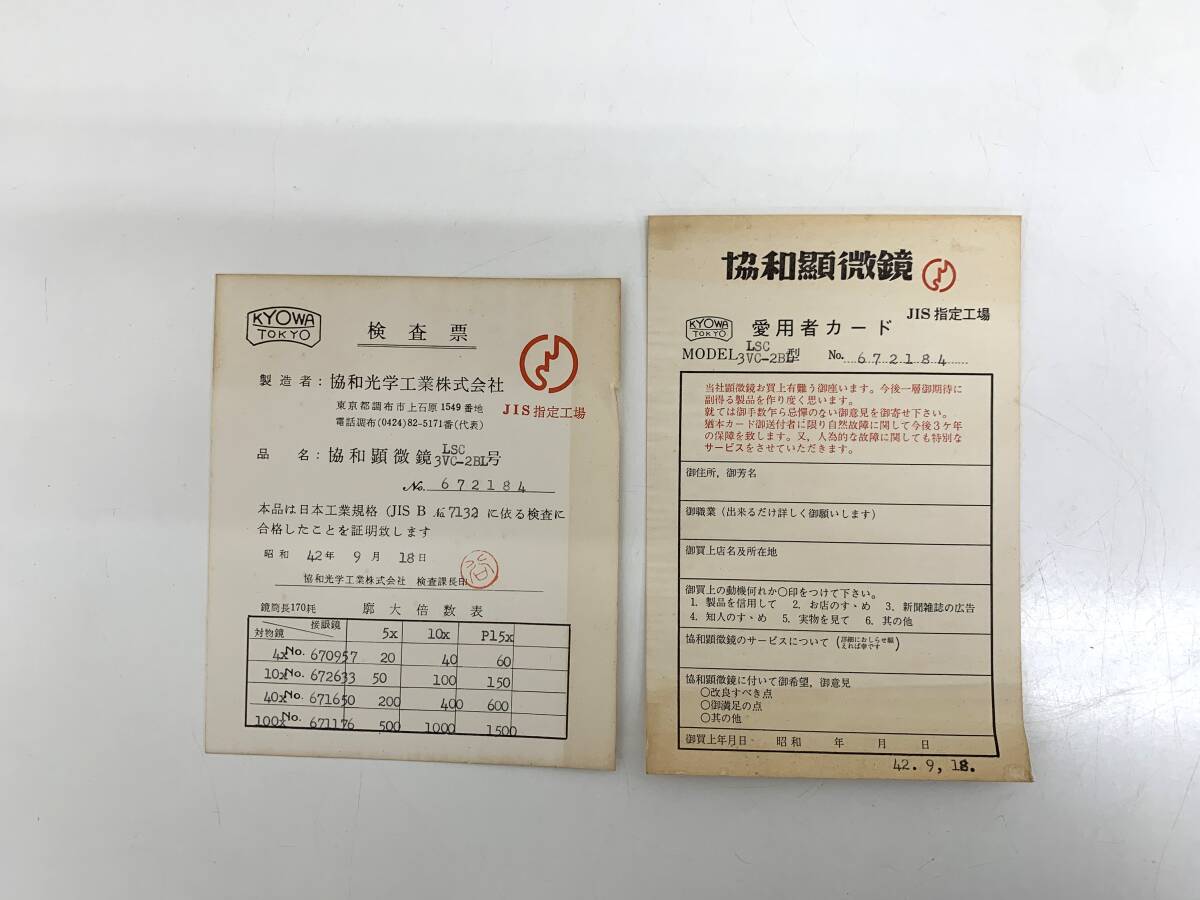 KYOWA
TOKYO
検査票
製造者：協和光学工業株式会社
東京都調布市上石原1549番地
電話調布(0424)82-5171番(代表)
JIS指定工場
品名：協和顕微鏡 LSC 3VC-2BL号
No. 672184
本品は日本工業規格 (JIS B No.7132 に依る検査に
合格したことを証明致します
昭和 42年 9月 18日
協和光学工業株式会社 検査課長印
鏡筒長170粍 廓大倍数表
接眼鏡
対物鏡 5x 10x P15x
4x No. 670957 20 40 60
10x No. 672633 50 100 150
40x No. 671650 200 400 600
100x No. 671176 500 1000 1500
協和顯微鏡
JIS指定工場
KYOWA
TOKYO
愛用者カード
MODEL LSC 3VC-2BL型 No. 672184
当社顕微鏡お買上有難う御座います。今後一層御期待に
副得る製品を作り度く思います。
就ては御手数乍ら忌憚のない御意見を御寄せ下さい。
猶本カード御送付者に限り自然故障に関して今後3ケ年
の保障を致します。又，人為的な故障に関しても特別な
サービスをさせていただきます。
御住所，御芳名
御職業（出来るだけ詳しく御願いします）
御買上店名及所在地
御買上の動機何れか〇印をつけて下さい。
1. 製品を信用して 2. お店のすゝめ 3. 新聞雑誌の広告
4. 知人のすゝめ 5. 実物を見て 6. 其の他
協和顕微鏡のサービスについて（詳細におしらせ願えれば幸です）
協和顕微鏡に付いて御希望，御意見
〇改良すべき点
〇御満足の点
〇其の他
御買上年月日 昭和 年 月 日
42. 9, 18.